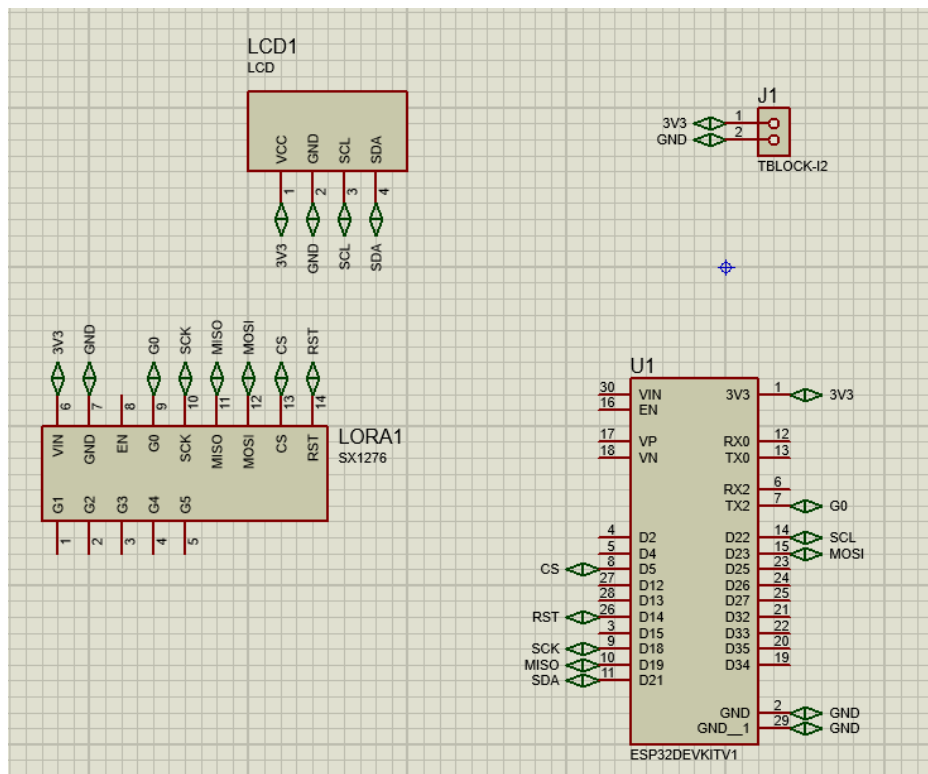 LCD1
LCD
VCC
GND
SCL
SDA
1
2
3
4
3V3
GND
SCL
SDA
J1
3V3 1
GND 2
TBLOCK-I2
3V3
GND
G0
SCK
MISO
MOSI
CS
RST
6
7
8
9
10
11
12
13
14
VIN
GND
EN
G0
SCK
MISO
MOSI
CS
RST
LORA1
SX1276
G1
G2
G3
G4
G5
1
2
3
4
5
U1
30 VIN 3V3 1 3V3
16 EN
17 VP RX0 12
18 VN TX0 13
RX2 6
TX2 7 G0
4 D2 D22 14 SCL
5 D4 D23 15 MOSI
CS 8 D5 D25 23
27 D12 D26 24
28 D13 D27 25
RST 26 D14 D32 21
3 D15 D33 22
SCK 9 D18 D35 20
MISO 10 D19 D34 19
SDA 11 D21
GND 2 GND
GND__1 29 GND
ESP32DEVKITV1